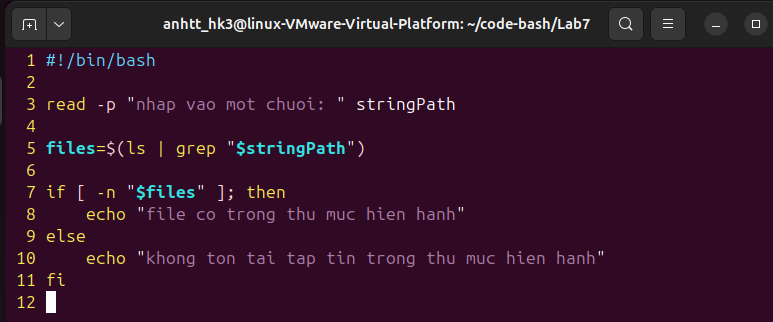 anhtt_hk3@linux-VMware-Virtual-Platform: ~/code-bash/Lab7
1 #!/bin/bash
2
3 read -p "nhap vao mot chuoi: " stringPath
4
5 files=$(ls | grep "$stringPath")
6
7 if [ -n "$files" ]; then
8     echo "file co trong thu muc hien hanh"
9 else
10     echo "khong ton tai tap tin trong thu muc hien hanh"
11 fi
12